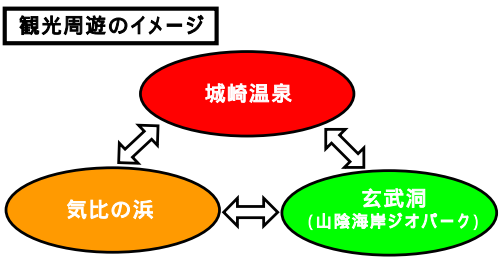 観光周遊のイメージ
城崎温泉
気比の浜
玄武洞
(山陰海岸ジオパーク)